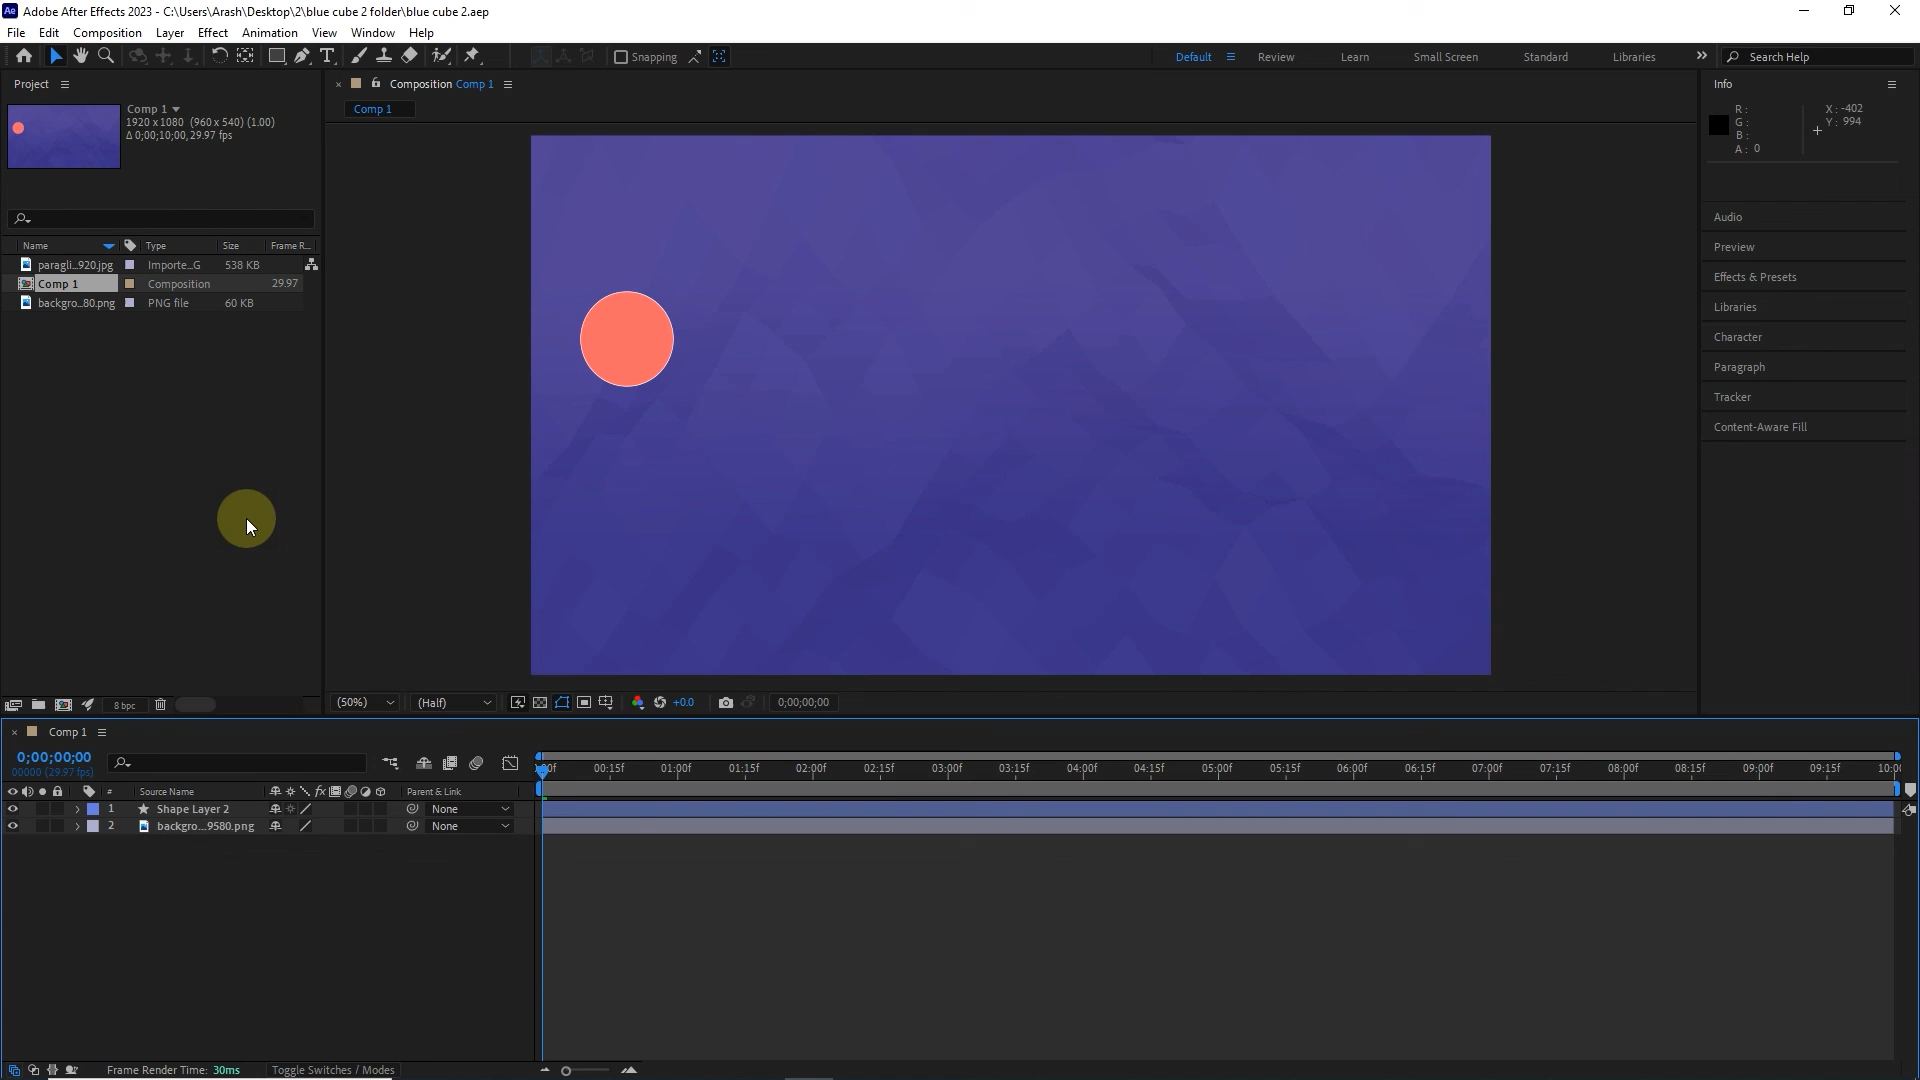 Ae Adobe After Effects 2023 - C:\Users\Arash\Desktop\2\blue cube 2 folder\blue cube 2.aep
File Edit Composition Layer Effect Animation View Window Help
Snapping Default Review Learn Small Screen Standard Libraries Search Help
Project
Comp 1
1920 x 1080 (960 x 540) (1.00)
Δ 0;00;10;00, 29.97 fps
Name Type Size Frame R...
paragli...920.jpg Importe...G 538 KB
Comp 1 Composition 29.97
backgro...80.png PNG file 60 KB
8 bpc
Composition Comp 1
Comp 1
(50%) (Half) +0.0 0;00;00;00
Info
R:
G:
B:
A: 0
X: -402
Y: 994
Audio
Preview
Effects & Presets
Libraries
Character
Paragraph
Tracker
Content-Aware Fill
Comp 1
0;00;00;00
00000 (29.97 fps)
00:15f 01:00f 01:15f 02:00f 02:15f 03:00f 03:15f 04:00f 04:15f 05:00f 05:15f 06:00f 06:15f 07:00f 07:15f 08:00f 08:15f 09:00f 09:15f
# Source Name fx Parent & Link
1 Shape Layer 2 None
2 backgro...9580.png None
Frame Render Time: 30ms Toggle Switches / Modes